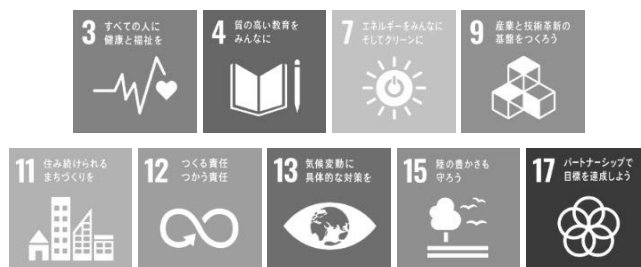 3 すべての人に
健康と福祉を
4 質の高い教育を
みんなに
7 エネルギーをみんなに
そしてクリーンに
9 産業と技術革新の
基盤をつくろう
11 住み続けられる
まちづくりを
12 つくる責任
つかう責任
13 気候変動に
具体的な対策を
15 陸の豊かさも
守ろう
17 パートナーシップで
目標を達成しよう